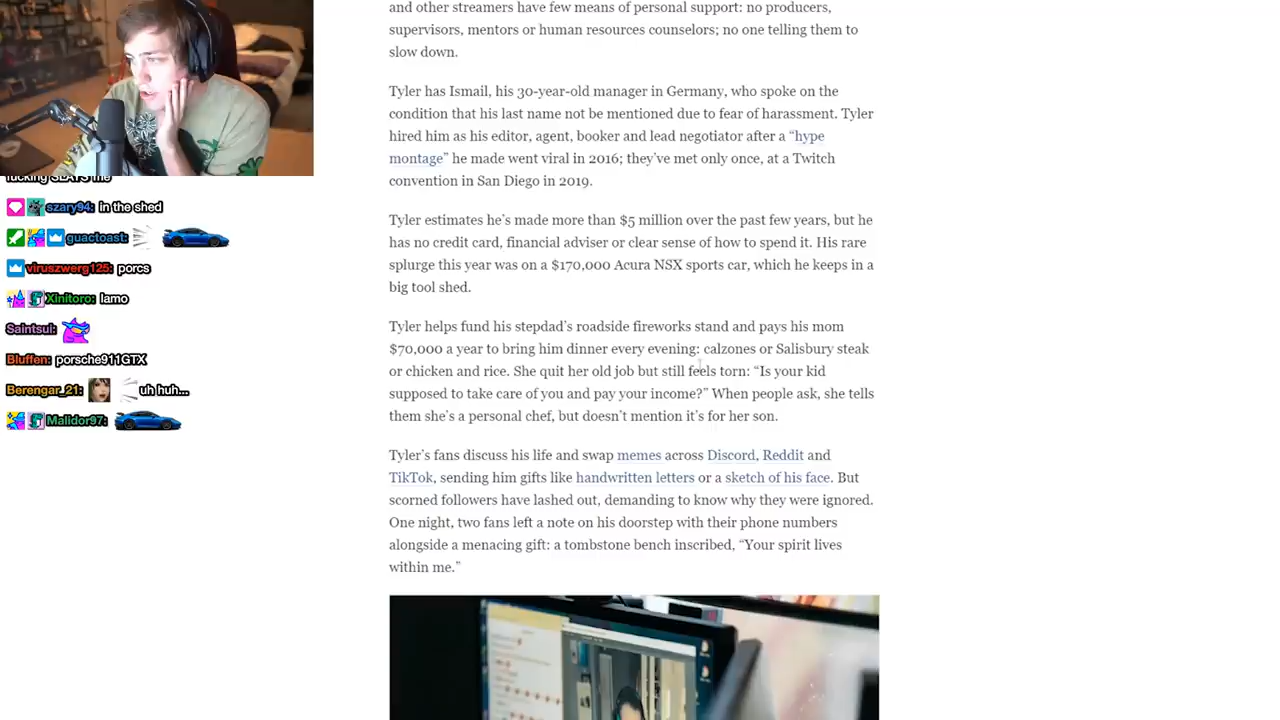 and other streamers have few means of personal support: no producers,
supervisors, mentors or human resources counselors; no one telling them to
slow down.
Tyler has Ismail, his 30-year-old manager in Germany, who spoke on the
condition that his last name not be mentioned due to fear of harassment. Tyler
hired him as his editor, agent, booker and lead negotiator after a “hype
montage” he made went viral in 2016; they’ve met only once, at a Twitch
convention in San Diego in 2019.
Tyler estimates he’s made more than $5 million over the past few years, but he
has no credit card, financial adviser or clear sense of how to spend it. His rare
splurge this year was on a $170,000 Acura NSX sports car, which he keeps in a
big tool shed.
Tyler helps fund his stepdad’s roadside fireworks stand and pays his mom
$70,000 a year to bring him dinner every evening: calzones or Salisbury steak
or chicken and rice. She quit her old job but still feels torn: “Is your kid
supposed to take care of you and pay your income?” When people ask, she tells
them she’s a personal chef, but doesn’t mention it’s for her son.
Tyler’s fans discuss his life and swap memes across Discord, Reddit and
TikTok, sending him gifts like handwritten letters or a sketch of his face. But
scorned followers have lashed out, demanding to know why they were ignored.
One night, two fans left a note on his doorstep with their phone numbers
alongside a menacing gift: a tombstone bench inscribed, “Your spirit lives
within me.”
fucking SLAYS me
szary94: in the shed
guactoast:
viruszwerg125: porcs
Xinitoro: lamo
Saintsui:
Bluffen: porsche911GTX
Berengar_21: uh huh...
Malidor97: